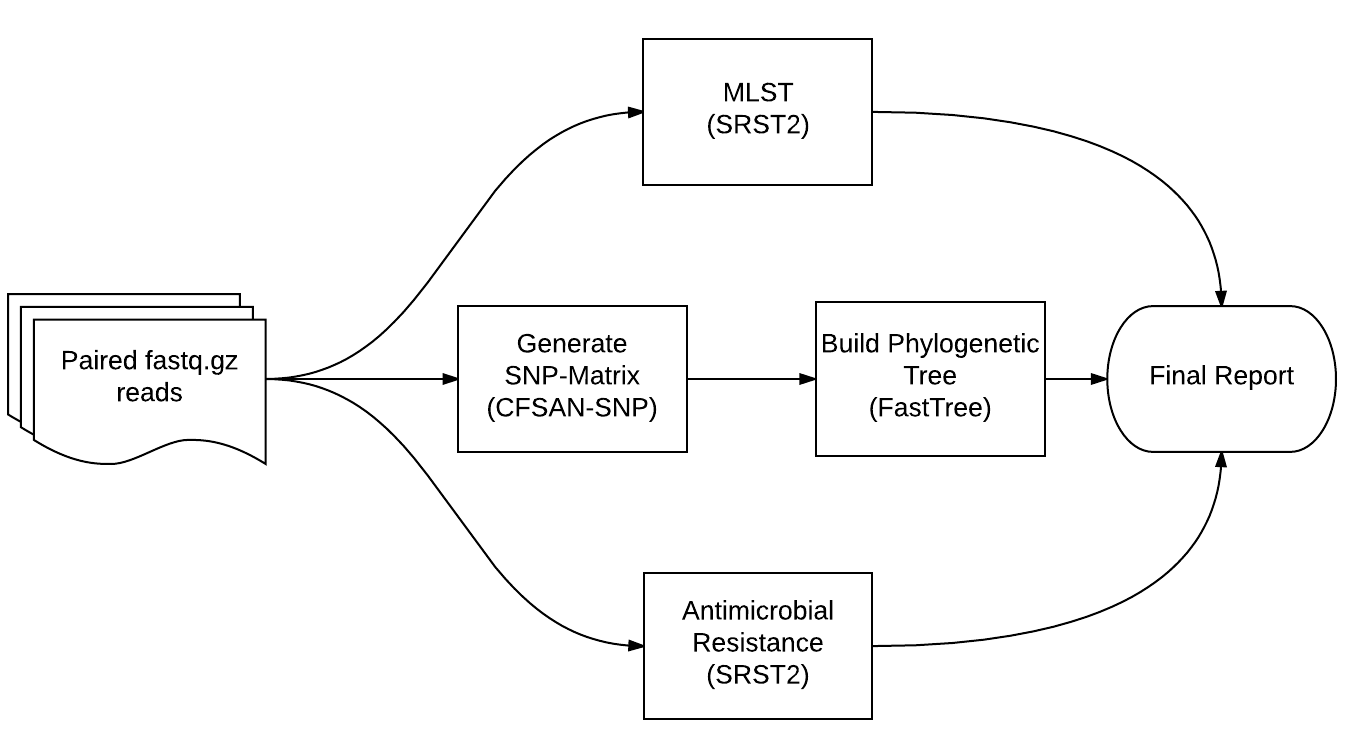 MLST
(SRST2)
Paired fastq.gz
reads
Generate
SNP-Matrix
(CFSAN-SNP)
Build Phylogenetic
Tree
(FastTree)
Final Report
Antimicrobial
Resistance
(SRST2)